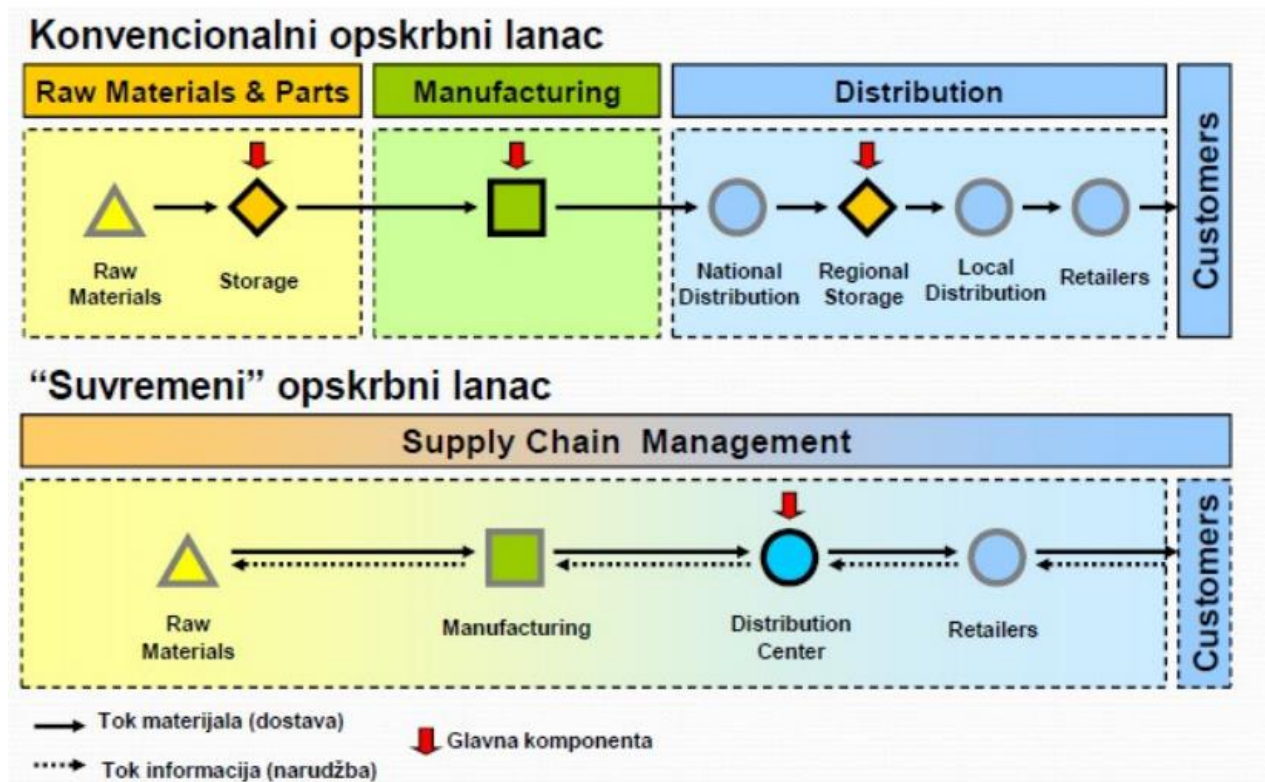 Konvencionalni opskrbni lanac
Raw Materials & Parts
Manufacturing
Distribution
Customers
Raw
Materials
Storage
National
Distribution
Regional
Storage
Local
Distribution
Retailers
“Suvremeni” opskrbni lanac
Supply Chain Management
Customers
Raw
Materials
Manufacturing
Distribution
Center
Retailers
Tok materijala (dostava)
Glavna komponenta
Tok informacija (narudžba)